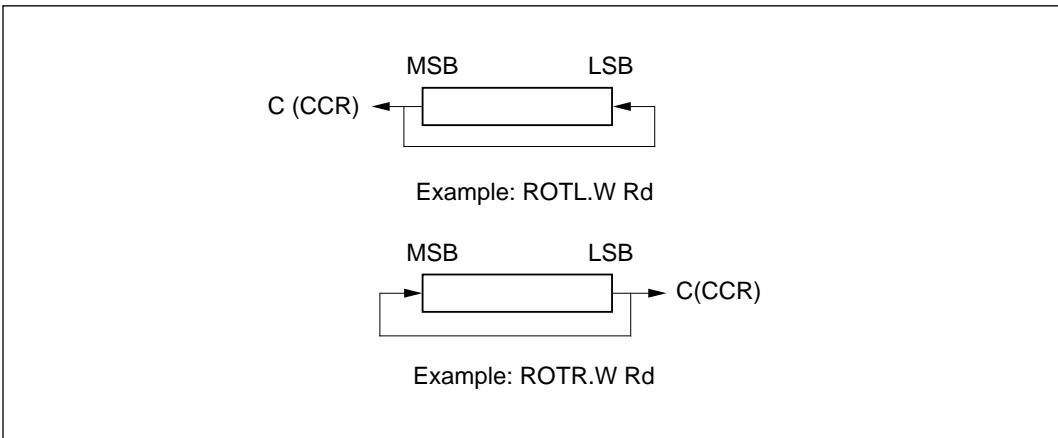 MSB LSB
C (CCR)
Example: ROTL.W Rd
MSB LSB
C(CCR)
Example: ROTR.W Rd